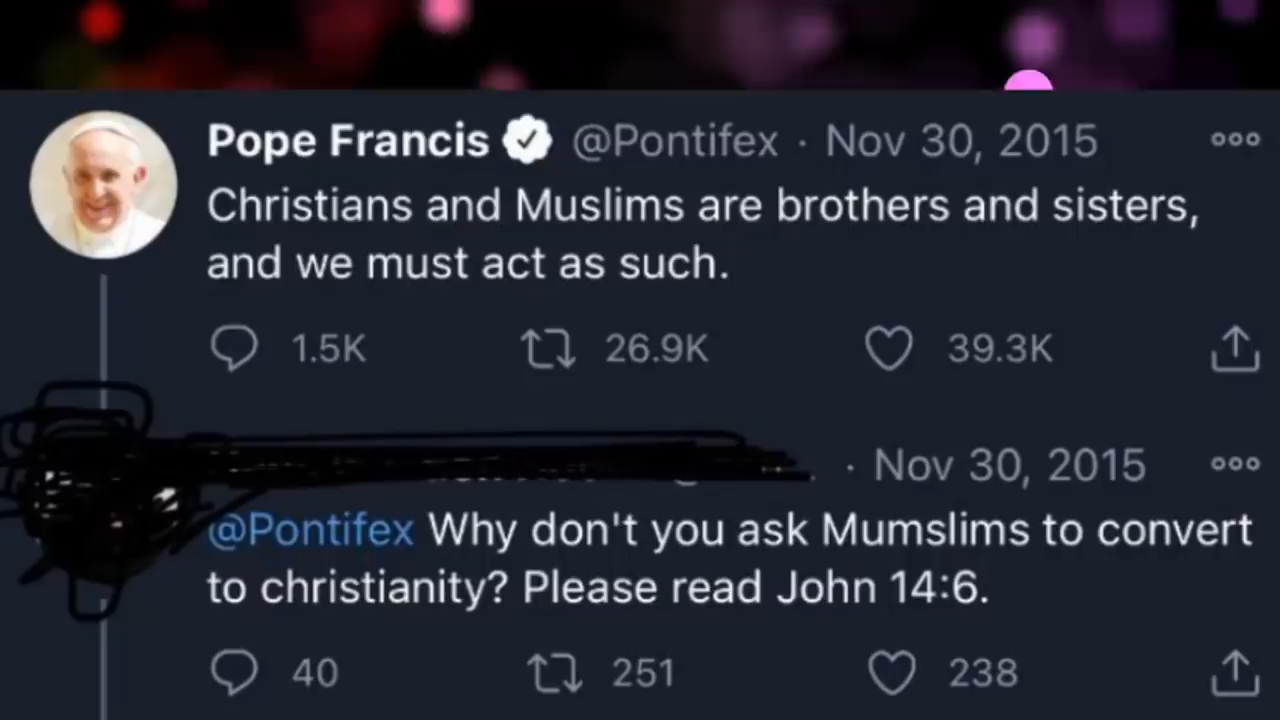 Pope Francis @Pontifex · Nov 30, 2015
Christians and Muslims are brothers and sisters,
and we must act as such.
1.5K 26.9K 39.3K
· Nov 30, 2015
@Pontifex Why don't you ask Mumslims to convert
to christianity? Please read John 14:6.
40 251 238